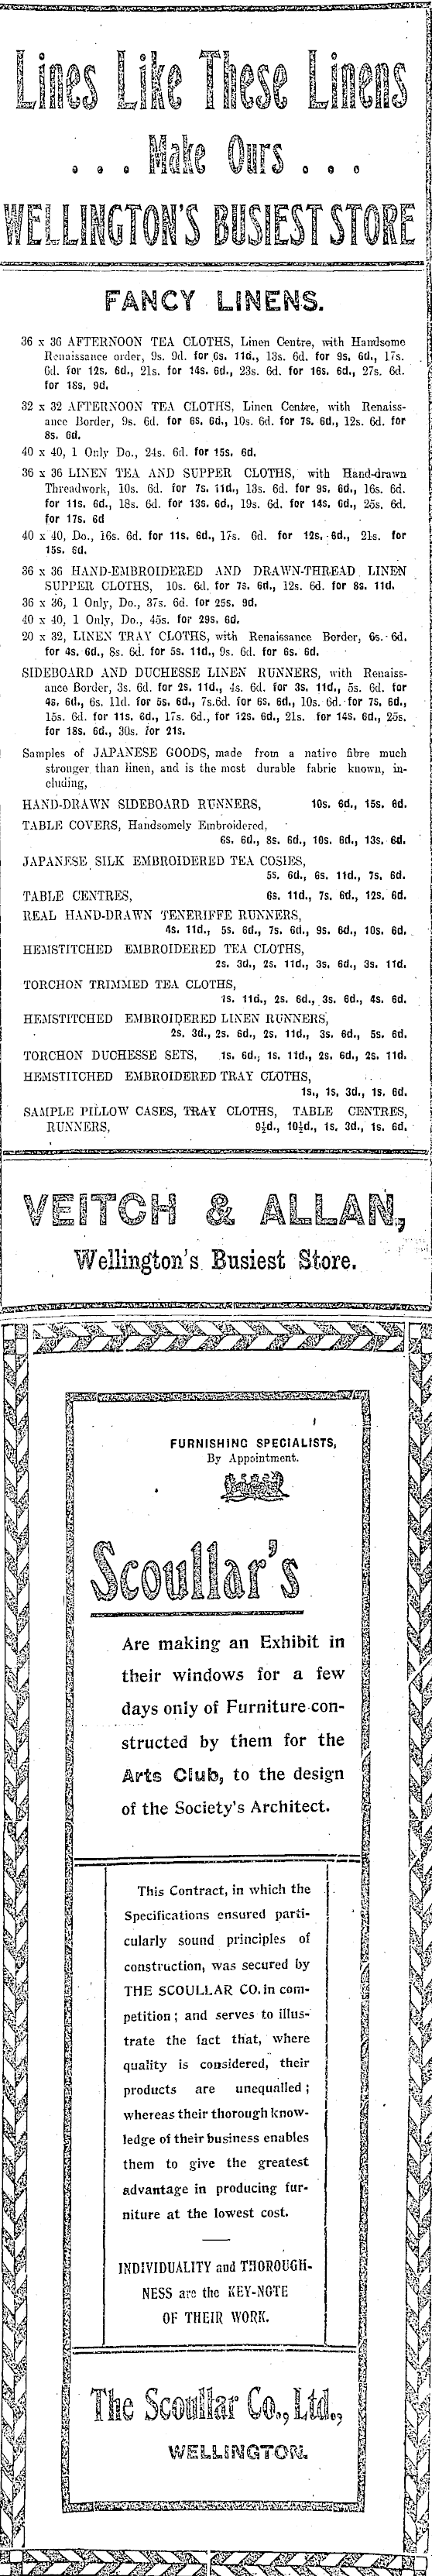 Lines Like These Linens
. . . Make Ours . . .
WELLINGTON'S BUSIEST STORE
FANCY LINENS.
36 x 36 AFTERNOON TEA CLOTHS, Linen Centre, with Handsome
Renaissance order, 9s. 9d. for 6s. 11d., 13s. 6d. for 9s. 6d., 17s.
6d. for 12s. 6d., 21s. for 14s. 6d., 23s. 6d. for 16s. 6d., 27s. 6d.
for 18s. 9d.
32 x 32 AFTERNOON TEA CLOTHS, Linen Centre, with Renaiss-
ance Border, 9s. 6d. for 6s. 6d., 10s. 6d. for 7s. 6d., 12s. 6d. for
8s. 6d.
40 x 40, 1 Only Do., 24s. 6d. for 15s. 6d.
36 x 36 LINEN TEA AND SUPPER CLOTHS, with Hand-drawn
Threadwork, 10s. 6d. for 7s. 11d., 13s. 6d. for 9s. 6d., 16s. 6d.
for 11s. 6d., 18s. 6d. for 13s. 6d., 19s. 6d. for 14s. 6d., 25s. 6d.
for 17s. 6d
40 x 40, Do., 16s. 6d. for 11s. 6d., 17s. 6d. for 12s. 6d., 21s. for
15s. 6d.
36 x 36 HAND-EMBROIDERED AND DRAWN-THREAD LINEN
SUPPER CLOTHS, 10s. 6d. for 7s. 6d., 12s. 6d. for 8s. 11d.
36 x 36, 1 Only, Do., 37s. 6d. for 25s. 9d.
40 x 40, 1 Only, Do., 45s. for 29s. 6d.
20 x 32, LINEN TRAY CLOTHS, with Renaissance Border, 6s. 6d.
for 4s. 6d., 8s. 6d. for 5s. 11d., 9s. 6d. for 6s. 6d.
SIDEBOARD AND DUCHESSE LINEN RUNNERS, with Renaiss-
ance Border, 3s. 6d. for 2s. 11d., 4s. 6d. for 3s. 11d., 5s. 6d. for
4s. 6d., 6s. 11d. for 5s. 6d., 7s.6d. for 6s. 6d., 10s. 6d. for 7s. 6d.,
15s. 6d. for 11s. 6d., 17s. 6d., for 12s. 6d., 21s. for 14s. 6d., 25s.
for 18s. 6d., 30s. for 21s.
Samples of JAPANESE GOODS, made from a native fibre much
stronger than linen, and is the most durable fabric known, in-
cluding,
HAND-DRAWN SIDEBOARD RUNNERS, 10s. 6d., 15s. 6d.
TABLE COVERS, Handsomely Embroidered,
6s. 6d., 8s. 6d., 10s. 6d., 13s. 6d.
JAPANESE SILK EMBROIDERED TEA COSIES,
5s. 6d., 6s. 11d., 7s. 6d.
TABLE CENTRES, 6s. 11d., 7s. 6d., 12s. 6d.
REAL HAND-DRAWN TENERIFFE RUNNERS,
4s. 11d., 5s. 6d., 7s. 6d., 9s. 6d., 10s. 6d.
HEMSTITCHED EMBROIDERED TEA CLOTHS,
2s. 3d., 2s. 11d., 3s. 6d., 3s. 11d.
TORCHON TRIMMED TEA CLOTHS,
1s. 11d., 2s. 6d., 3s. 6d., 4s. 6d.
HEMSTITCHED EMBROIDERED LINEN RUNNERS,
2s. 3d., 2s. 6d., 2s. 11d., 3s. 6d., 5s. 6d.
TORCHON DUCHESSE SETS, 1s. 6d., 1s. 11d., 2s. 6d., 2s. 11d.
HEMSTITCHED EMBROIDERED TRAY CLOTHS,
1s., 1s. 3d., 1s. 6d.
SAMPLE PILLOW CASES, TRAY CLOTHS, TABLE CENTRES,
RUNNERS, 9½d., 10½d., 1s. 3d., 1s. 6d.
VEITCH & ALLAN,
Wellington's Busiest Store.
FURNISHING SPECIALISTS,
By Appointment.
Scoullar's
Are making an Exhibit in
their windows for a few
days only of Furniture con-
structed by them for the
Arts Club, to the design
of the Society's Architect.
This Contract, in which the
Specifications ensured parti-
cularly sound principles of
construction, was secured by
THE SCOULLAR CO. in com-
petition; and serves to illus-
trate the fact that, where
quality is considered, their
products are unequalled;
whereas their thorough know-
ledge of their business enables
them to give the greatest
advantage in producing fur-
niture at the lowest cost.
INDIVIDUALITY and THOROUGH-
NESS are the KEY-NOTE
OF THEIR WORK.
The Scoullar Co., Ltd.,
WELLINGTON.